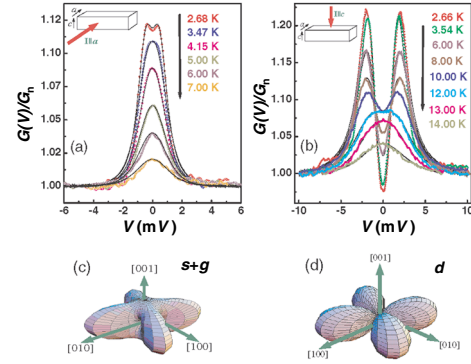 a
c
I∥a
2.68 K
3.47 K
4.15 K
5.00 K
6.00 K
7.00 K
G(V)/Gn
1.12
1.10
1.08
1.06
1.04
1.02
1.00
(a)
-6 -4 -2 0 2 4 6
V (mV)
I∥c
a
c
2.66 K
3.54 K
6.00 K
8.00 K
10.00 K
12.00 K
13.00 K
14.00 K
G(V)/Gn
1.20
1.15
1.10
1.05
1.00
(b)
-10 -5 0 5 10
V (mV)
(c)
s+g
[001]
[010]
[100]
(d)
d
[001]
[100]
[010]